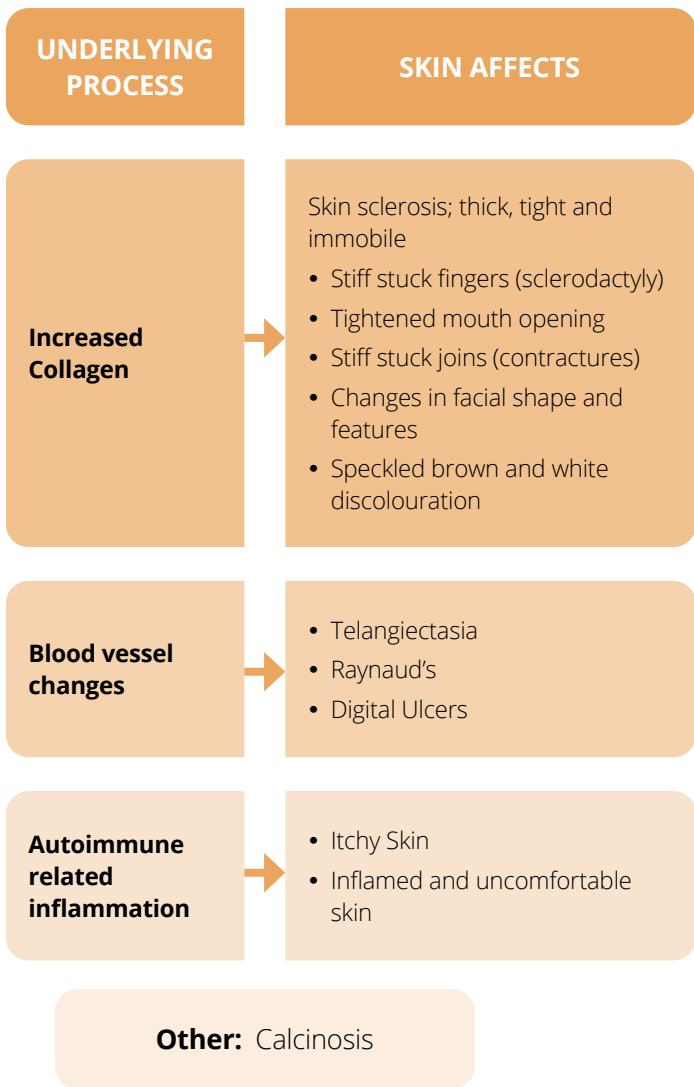 UNDERLYING
PROCESS
SKIN AFFECTS
Increased
Collagen
Skin sclerosis; thick, tight and
immobile
• Stiff stuck fingers (sclerodactyly)
• Tightened mouth opening
• Stiff stuck joins (contractures)
• Changes in facial shape and
features
• Speckled brown and white
discolouration
Blood vessel
changes
• Telangiectasia
• Raynaud’s
• Digital Ulcers
Autoimmune
related
inflammation
• Itchy Skin
• Inflamed and uncomfortable
skin
Other: Calcinosis